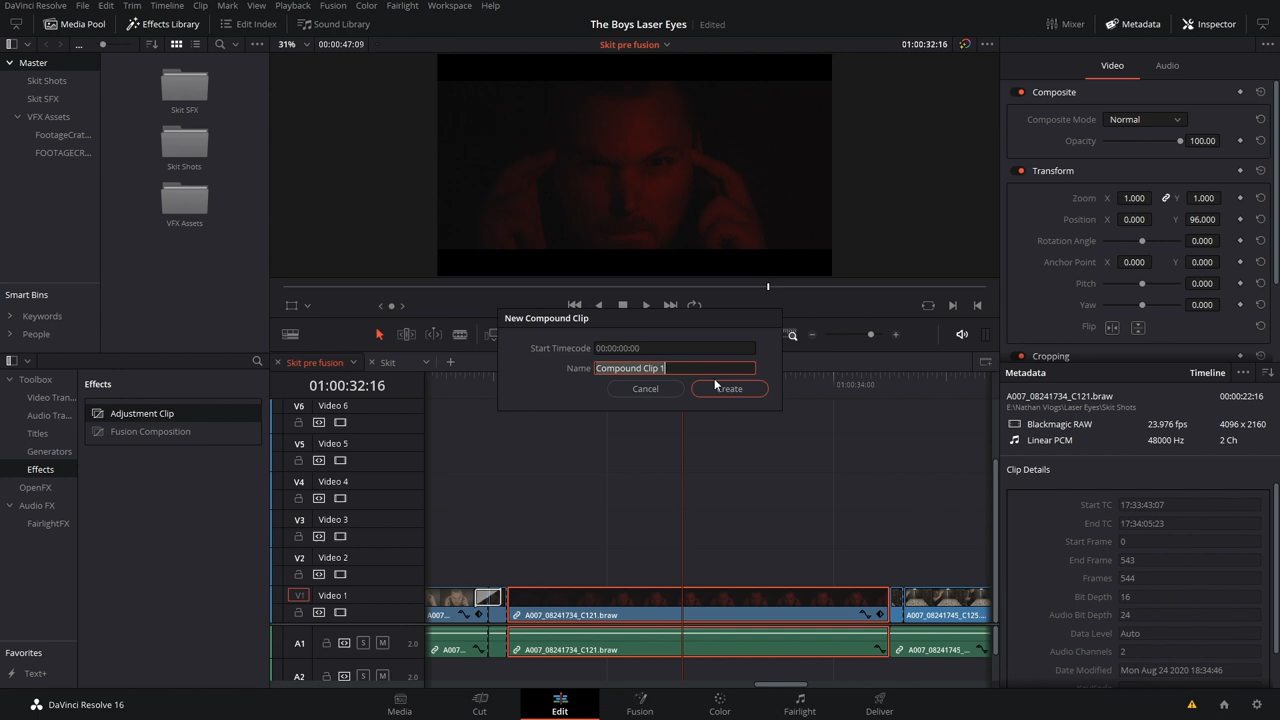 DaVinci Resolve File Edit Trim Timeline Clip Mark View Playback Fusion Color Fairlight Workspace Help
Media Pool Effects Library Edit Index Sound Library The Boys Laser Eyes Edited Mixer Metadata Inspector
... 31% 00:00:47:09 Skit pre fusion 01:00:32:16
Master
Skit Shots
Skit SFX
VFX Assets
FootageCrat...
FOOTAGECR...
Skit SFX
Skit Shots
VFX Assets
Smart Bins
Keywords
People
Video Audio
Composite
Composite Mode Normal
Opacity 100.00
Transform
Zoom X 1.000 Y 1.000
Position X 0.000 Y 96.000
Rotation Angle 0.000
Anchor Point X 0.000 Y 0.000
Pitch 0.000
Yaw 0.000
Flip
Cropping
New Compound Clip
Start Timecode 00:00:00:00
Name Compound Clip 1
Cancel Create
Toolbox
Video Tran...
Audio Tra...
Titles
Generators
Effects
OpenFX
Audio FX
FairlightFX
Favorites
Text+
Effects
Adjustment Clip
Fusion Composition
Skit pre fusion Skit
01:00:32:16 01:00:34:00
V6 Video 6
V5 Video 5
V4 Video 4
V3 Video 3
V2 Video 2
V1 Video 1
A007... A007_08241734_C121.braw A007_08241745_C125....
A1 S M 2.0 A007... A007_08241734_C121.braw A007_08241745_...
A2 S M 2.0
Metadata Timeline
A007_08241734_C121.braw 00:00:22:16
E:\Nathan Vlogs\Laser Eyes\Skit Shots
Blackmagic RAW 23.976 fps 4096 x 2160
Linear PCM 48000 Hz 2 Ch
Clip Details
Start TC 17:33:43:07
End TC 17:34:05:23
Start Frame 0
End Frame 543
Frames 544
Bit Depth 16
Audio Bit Depth 24
Data Level Auto
Audio Channels 2
Date Modified Mon Aug 24 2020 18:34:46
DaVinci Resolve 16 Media Cut Edit Fusion Color Fairlight Deliver